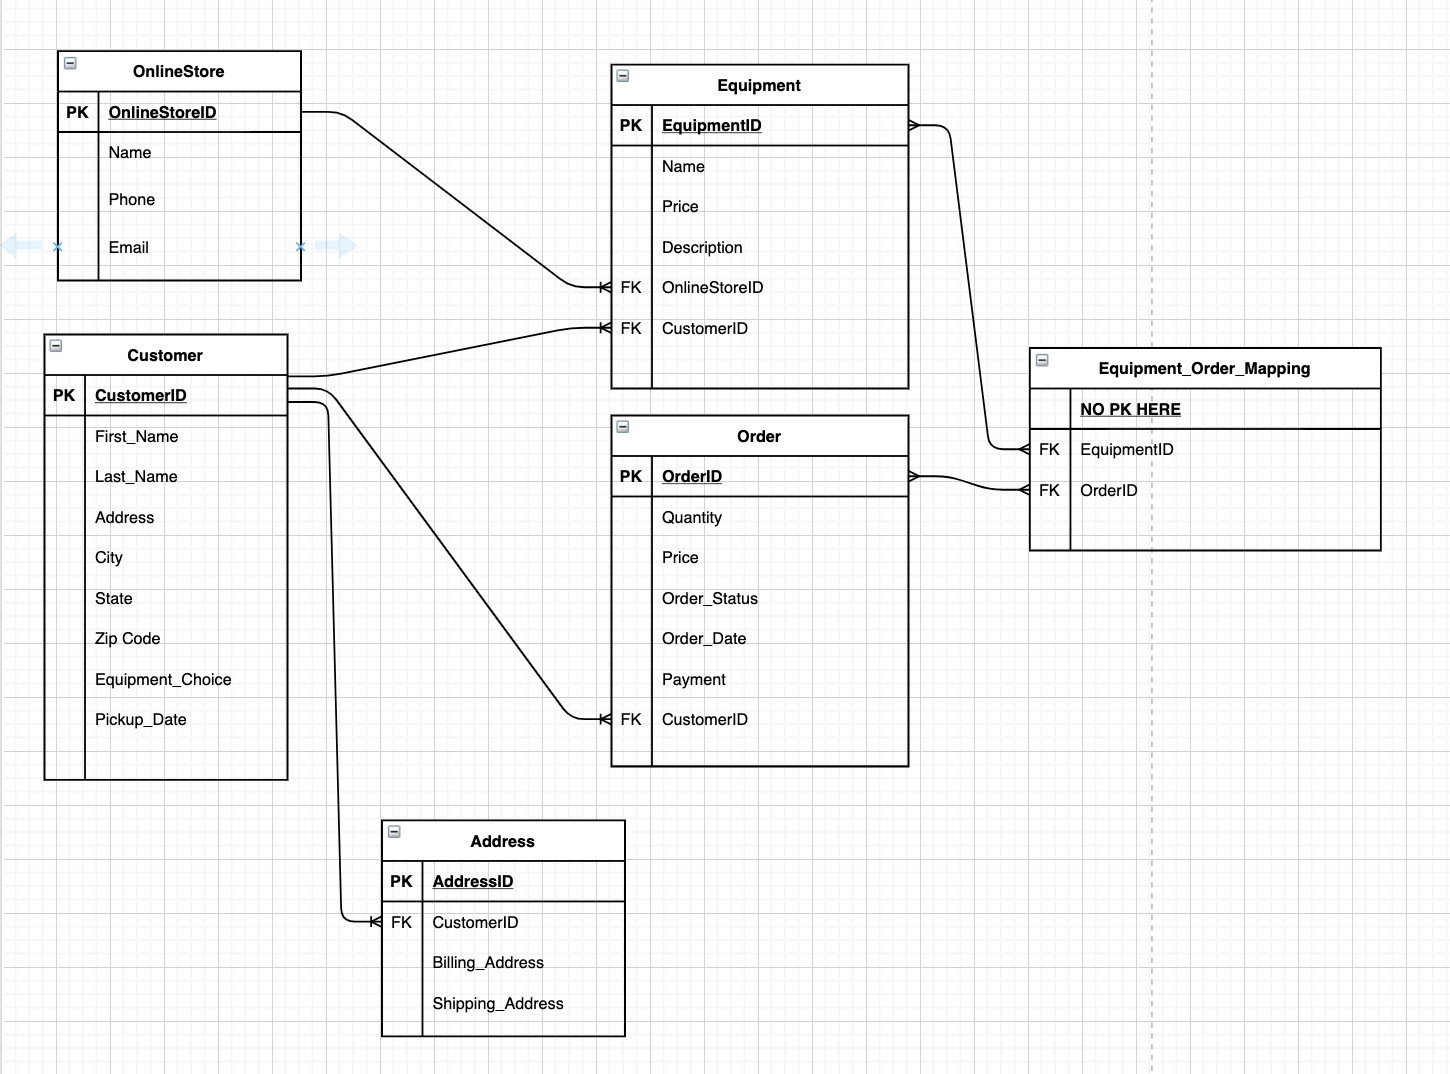 OnlineStore
PK OnlineStoreID
Name
Phone
Email
Customer
PK CustomerID
First_Name
Last_Name
Address
City
State
Zip Code
Equipment_Choice
Pickup_Date
Equipment
PK EquipmentID
Name
Price
Description
FK OnlineStoreID
FK CustomerID
Order
PK OrderID
Quantity
Price
Order_Status
Order_Date
Payment
FK CustomerID
Equipment_Order_Mapping
NO PK HERE
FK EquipmentID
FK OrderID
Address
PK AddressID
FK CustomerID
Billing_Address
Shipping_Address